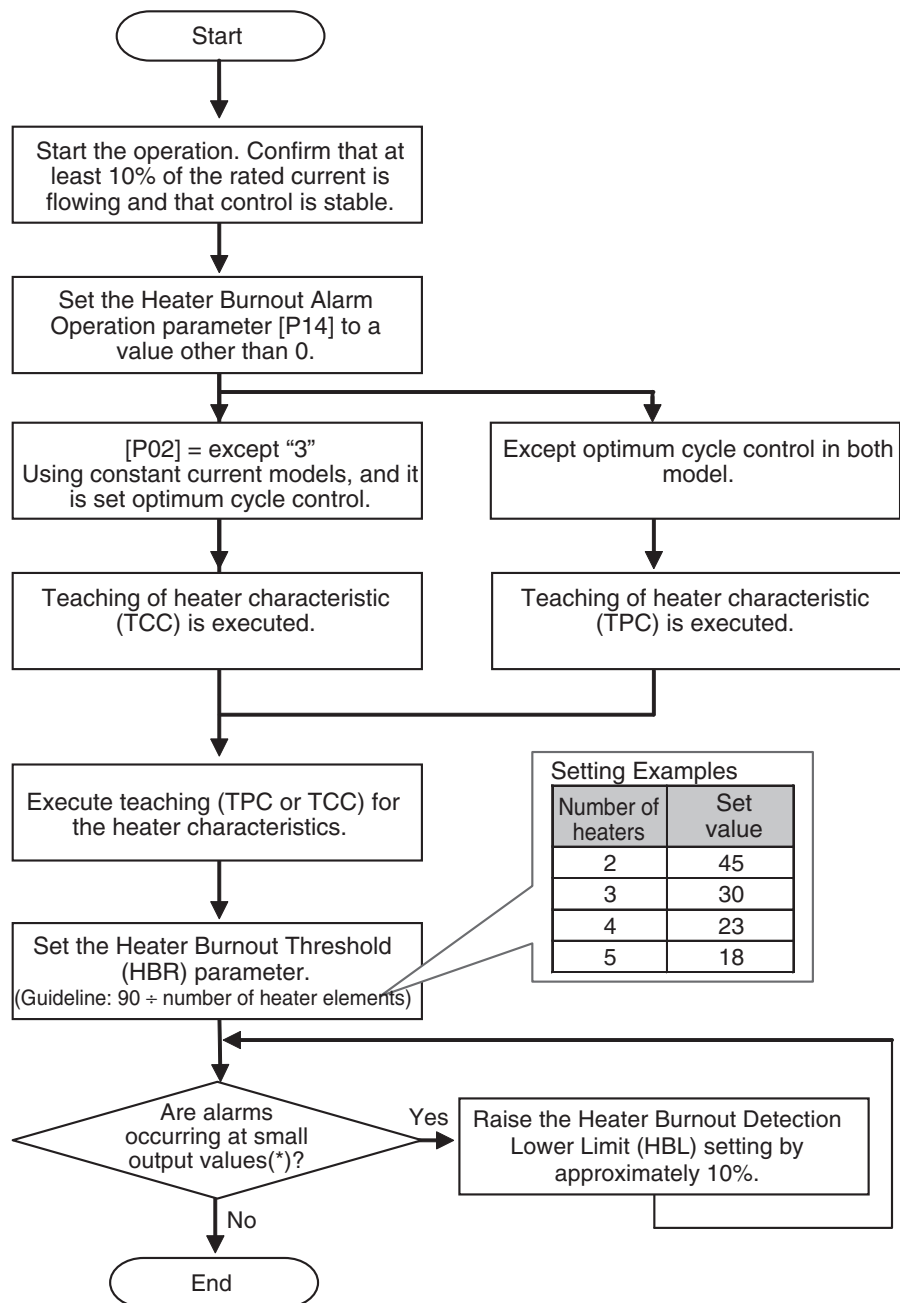 Start
Start the operation. Confirm that at
least 10% of the rated current is
flowing and that control is stable.
Set the Heater Burnout Alarm
Operation parameter [P14] to a
value other than 0.
[P02] = except “3”
Using constant current models, and it
is set optimum cycle control.
Except optimum cycle control in both
model.
Teaching of heater characteristic
(TCC) is executed.
Teaching of heater characteristic
(TPC) is executed.
Execute teaching (TPC or TCC) for
the heater characteristics.
Setting Examples
Number of
heaters
Set
value
2 45
3 30
4 23
5 18
Set the Heater Burnout Threshold
(HBR) parameter.
(Guideline: 90 ÷ number of heater elements)
Are alarms
occurring at small
output values(*)?
Yes
Raise the Heater Burnout Detection
Lower Limit (HBL) setting by
approximately 10%.
No
End